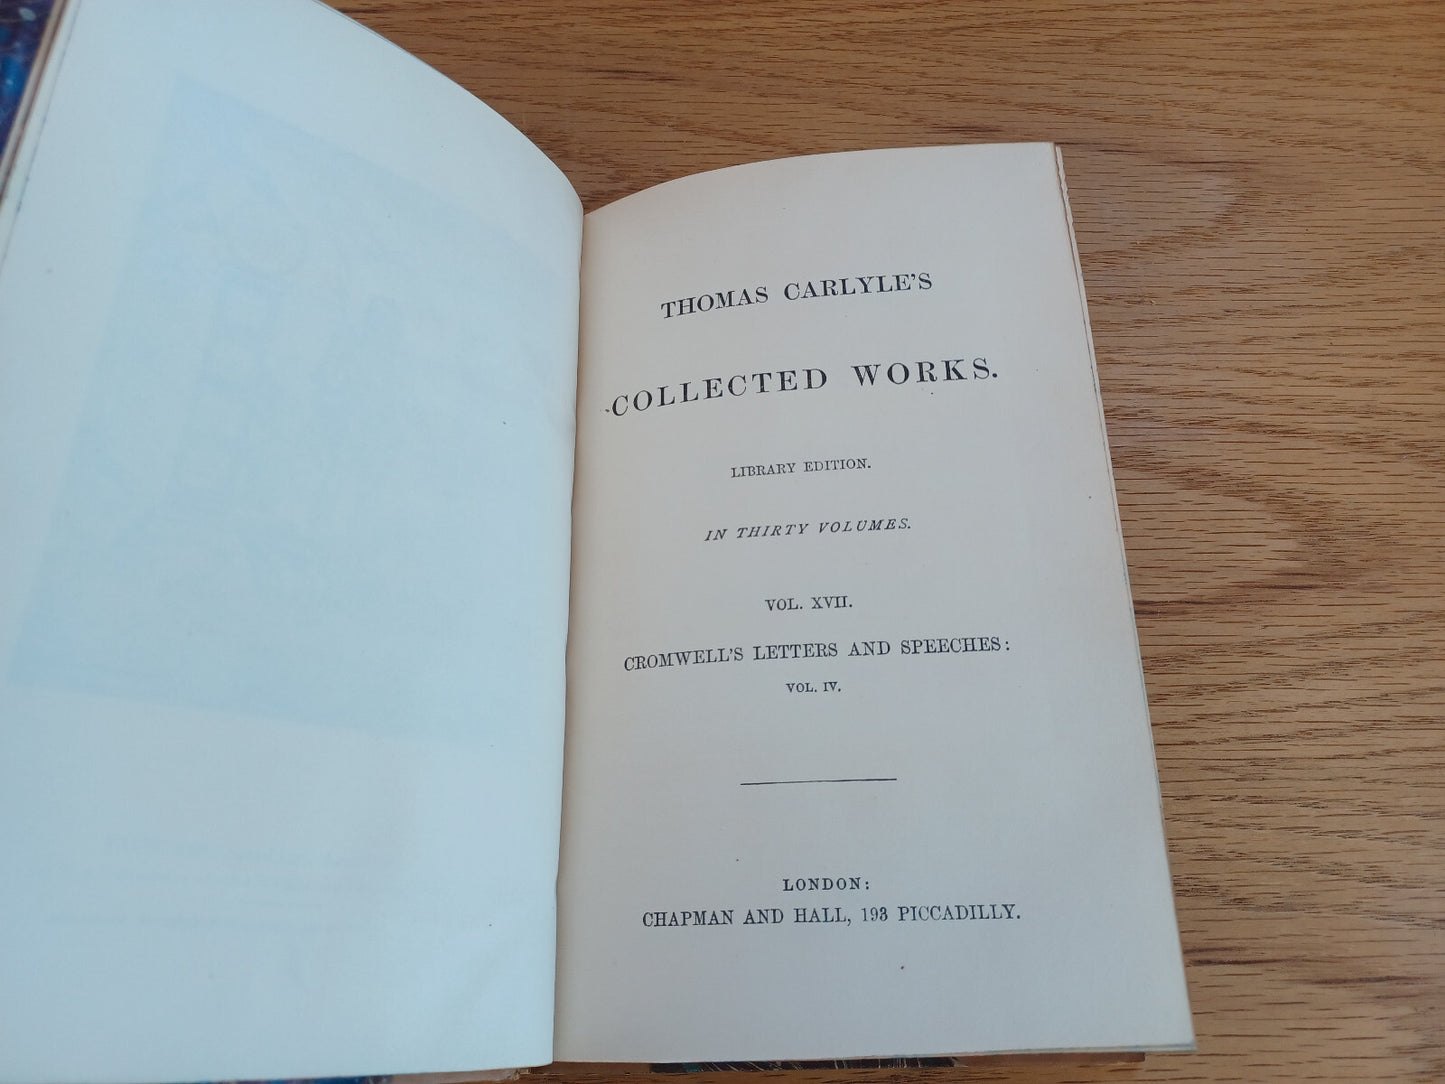 THOMAS CARLYLE'S
COLLECTED WORKS.
LIBRARY EDITION.
IN THIRTY VOLUMES.
VOL. XVII.
CROMWELL'S LETTERS AND SPEECHES:
VOL. IV.
LONDON:
CHAPMAN AND HALL, 193 PICCADILLY.